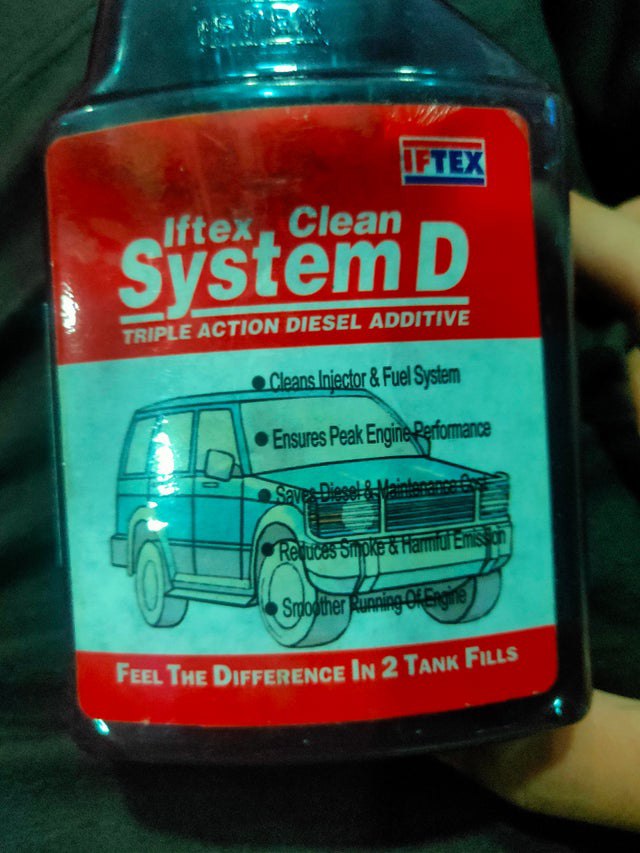 IFTEX
Iftex Clean
System D
TRIPLE ACTION DIESEL ADDITIVE
● Cleans Injector & Fuel System
● Ensures Peak Engine Performance
● Saves Diesel & Maintenance Cost
● Reduces Smoke & Harmful Emission
● Smoother Running Of Engine
FEEL THE DIFFERENCE IN 2 TANK FILLS